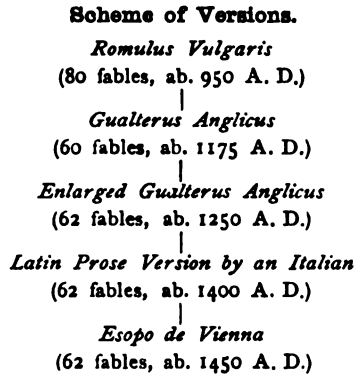 Scheme of Versions.
Romulus Vulgaris
(80 fables, ab. 950 A. D.)
Gualterus Anglicus
(60 fables, ab. 1175 A. D.)
Enlarged Gualterus Anglicus
(62 fables, ab. 1250 A. D.)
Latin Prose Version by an Italian
(62 fables, ab. 1400 A. D.)
Esopo de Vienna
(62 fables, ab. 1450 A. D.)